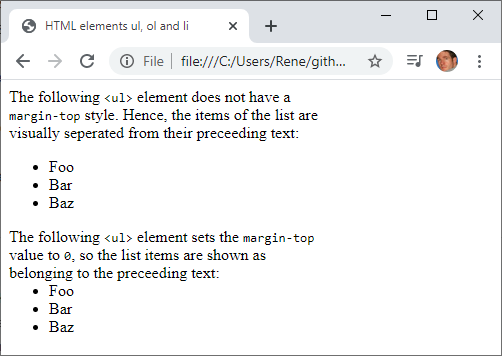 HTML elements ul, ol and li
File | file:///C:/Users/Rene/gith...
The following <ul> element does not have a
margin-top style. Hence, the items of the list are
visually seperated from their preceeding text:
• Foo
• Bar
• Baz
The following <ul> element sets the margin-top
value to 0, so the list items are shown as
belonging to the preceeding text:
• Foo
• Bar
• Baz